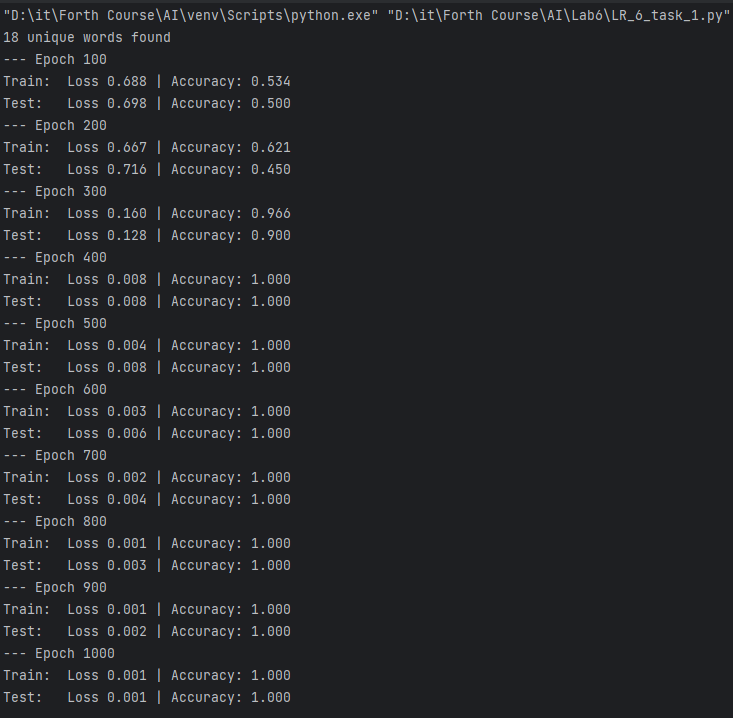 "D:\it\Forth Course\AI\venv\Scripts\python.exe" "D:\it\Forth Course\AI\Lab6\LR_6_task_1.py"
18 unique words found
--- Epoch 100
Train:  Loss 0.688 | Accuracy: 0.534
Test:   Loss 0.698 | Accuracy: 0.500
--- Epoch 200
Train:  Loss 0.667 | Accuracy: 0.621
Test:   Loss 0.716 | Accuracy: 0.450
--- Epoch 300
Train:  Loss 0.160 | Accuracy: 0.966
Test:   Loss 0.128 | Accuracy: 0.900
--- Epoch 400
Train:  Loss 0.008 | Accuracy: 1.000
Test:   Loss 0.008 | Accuracy: 1.000
--- Epoch 500
Train:  Loss 0.004 | Accuracy: 1.000
Test:   Loss 0.008 | Accuracy: 1.000
--- Epoch 600
Train:  Loss 0.003 | Accuracy: 1.000
Test:   Loss 0.006 | Accuracy: 1.000
--- Epoch 700
Train:  Loss 0.002 | Accuracy: 1.000
Test:   Loss 0.004 | Accuracy: 1.000
--- Epoch 800
Train:  Loss 0.001 | Accuracy: 1.000
Test:   Loss 0.003 | Accuracy: 1.000
--- Epoch 900
Train:  Loss 0.001 | Accuracy: 1.000
Test:   Loss 0.002 | Accuracy: 1.000
--- Epoch 1000
Train:  Loss 0.001 | Accuracy: 1.000
Test:   Loss 0.001 | Accuracy: 1.000